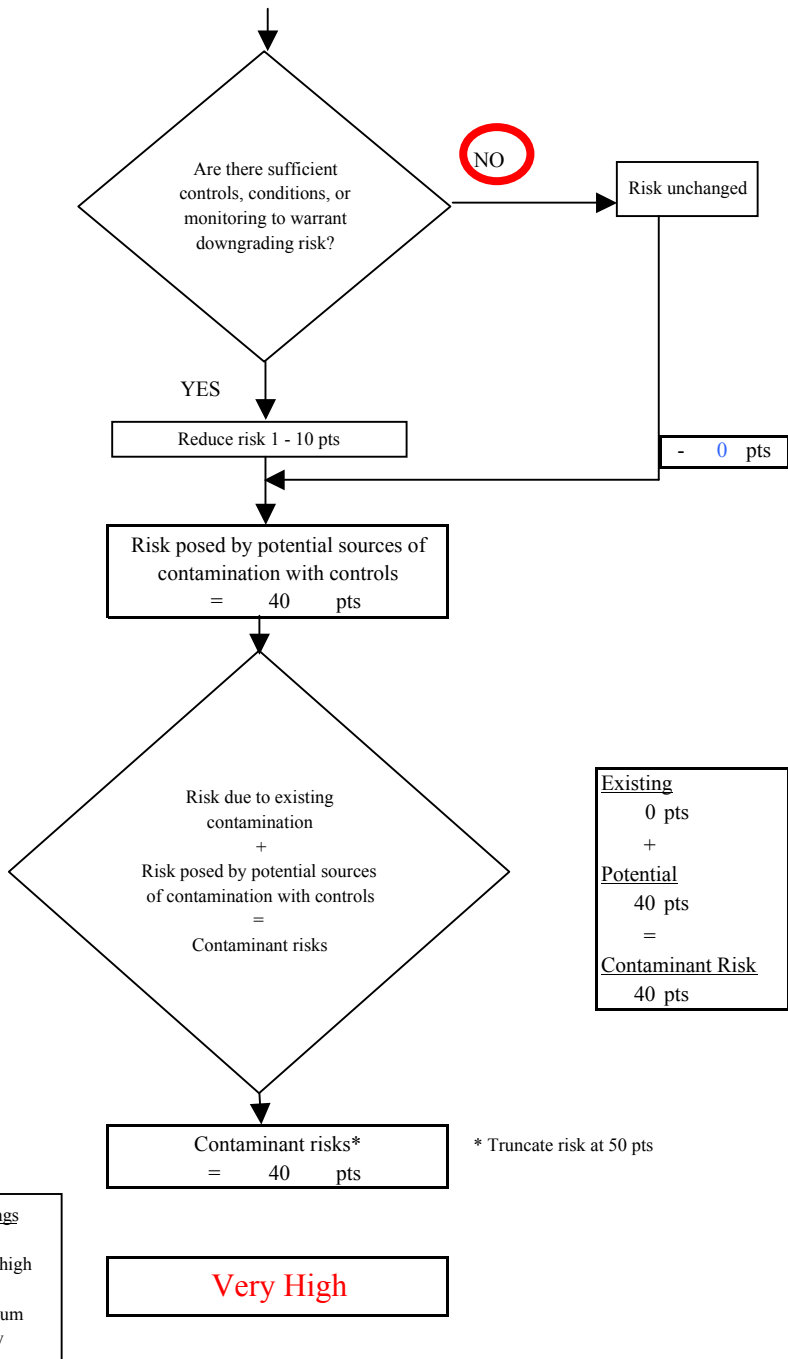 Are there sufficient
controls, conditions, or
monitoring to warrant
downgrading risk?
NO
Risk unchanged
YES
Reduce risk 1 - 10 pts
- 0 pts
Risk posed by potential sources of
contamination with controls
= 40 pts
Risk due to existing
contamination
+
Risk posed by potential sources
of contamination with controls
=
Contaminant risks
Existing
0 pts
+
Potential
40 pts
=
Contaminant Risk
40 pts
Contaminant risks*
= 40 pts
* Truncate risk at 50 pts
high
Very High